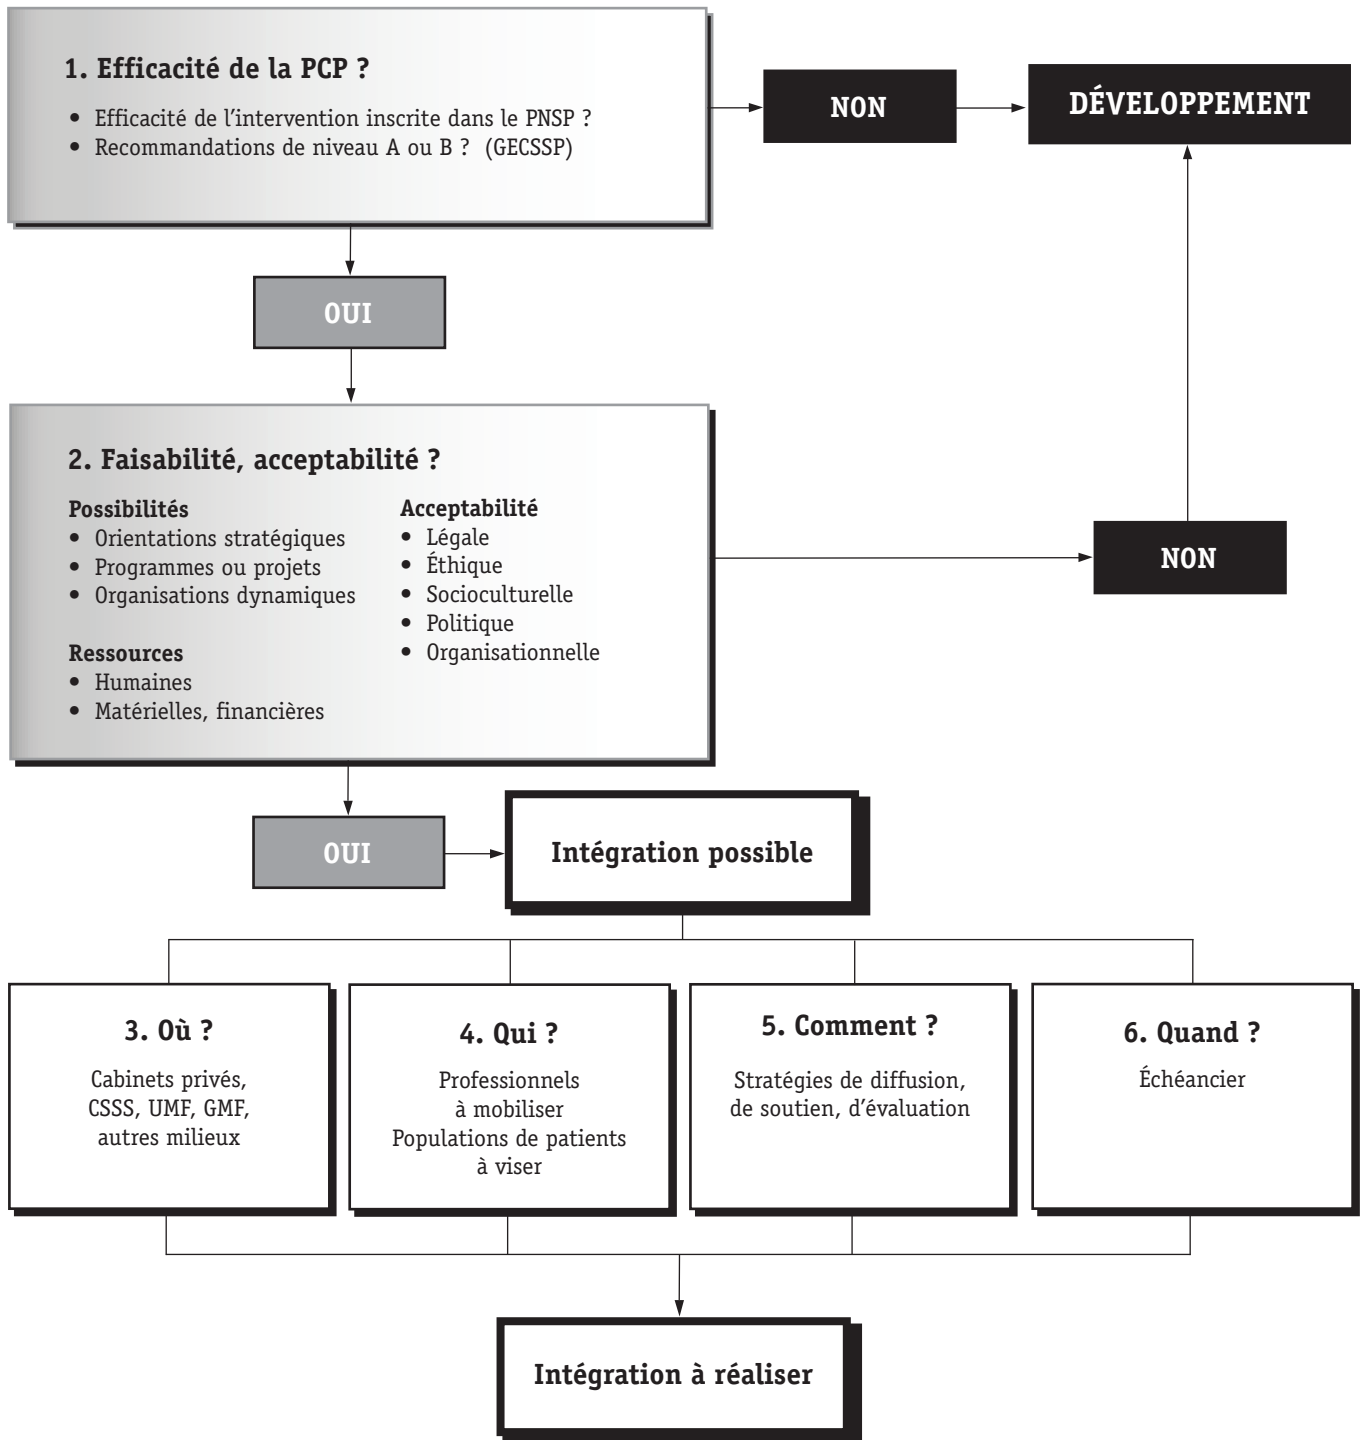 1. Efficacité de la PCP ?
• Efficacité de l'intervention inscrite dans le PNSP ?
• Recommandations de niveau A ou B ?  (GECSSP)
NON
DÉVELOPPEMENT
OUI
2. Faisabilité, acceptabilité ?
Possibilités
• Orientations stratégiques
• Programmes ou projets
• Organisations dynamiques
Ressources
• Humaines
• Matérielles, financières
Acceptabilité
• Légale
• Éthique
• Socioculturelle
• Politique
• Organisationnelle
NON
OUI
Intégration possible
3. Où ?
Cabinets privés,
CSSS, UMF, GMF,
autres milieux
4. Qui ?
Professionnels
à mobiliser
Populations de patients
à viser
5. Comment ?
Stratégies de diffusion,
de soutien, d'évaluation
6. Quand ?
Échéancier
Intégration à réaliser